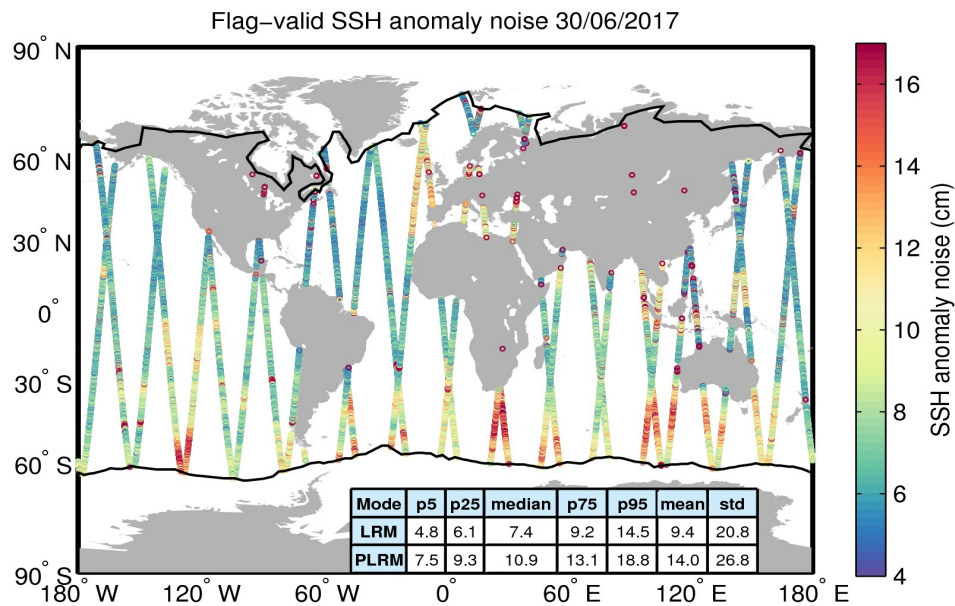 Flag−valid SSH anomaly noise 30/06/2017
90° N
60° N
30° N
0°
30° S
60° S
90° S
180° W
120° W
60° W
0°
60° E
120° E
180° E
Mode p5 p25 median p75 p95 mean std
LRM 4.8 6.1 7.4 9.2 14.5 9.4 20.8
PLRM 7.5 9.3 10.9 13.1 18.8 14.0 26.8
16
14
12
10
8
6
4
SSH anomaly noise (cm)